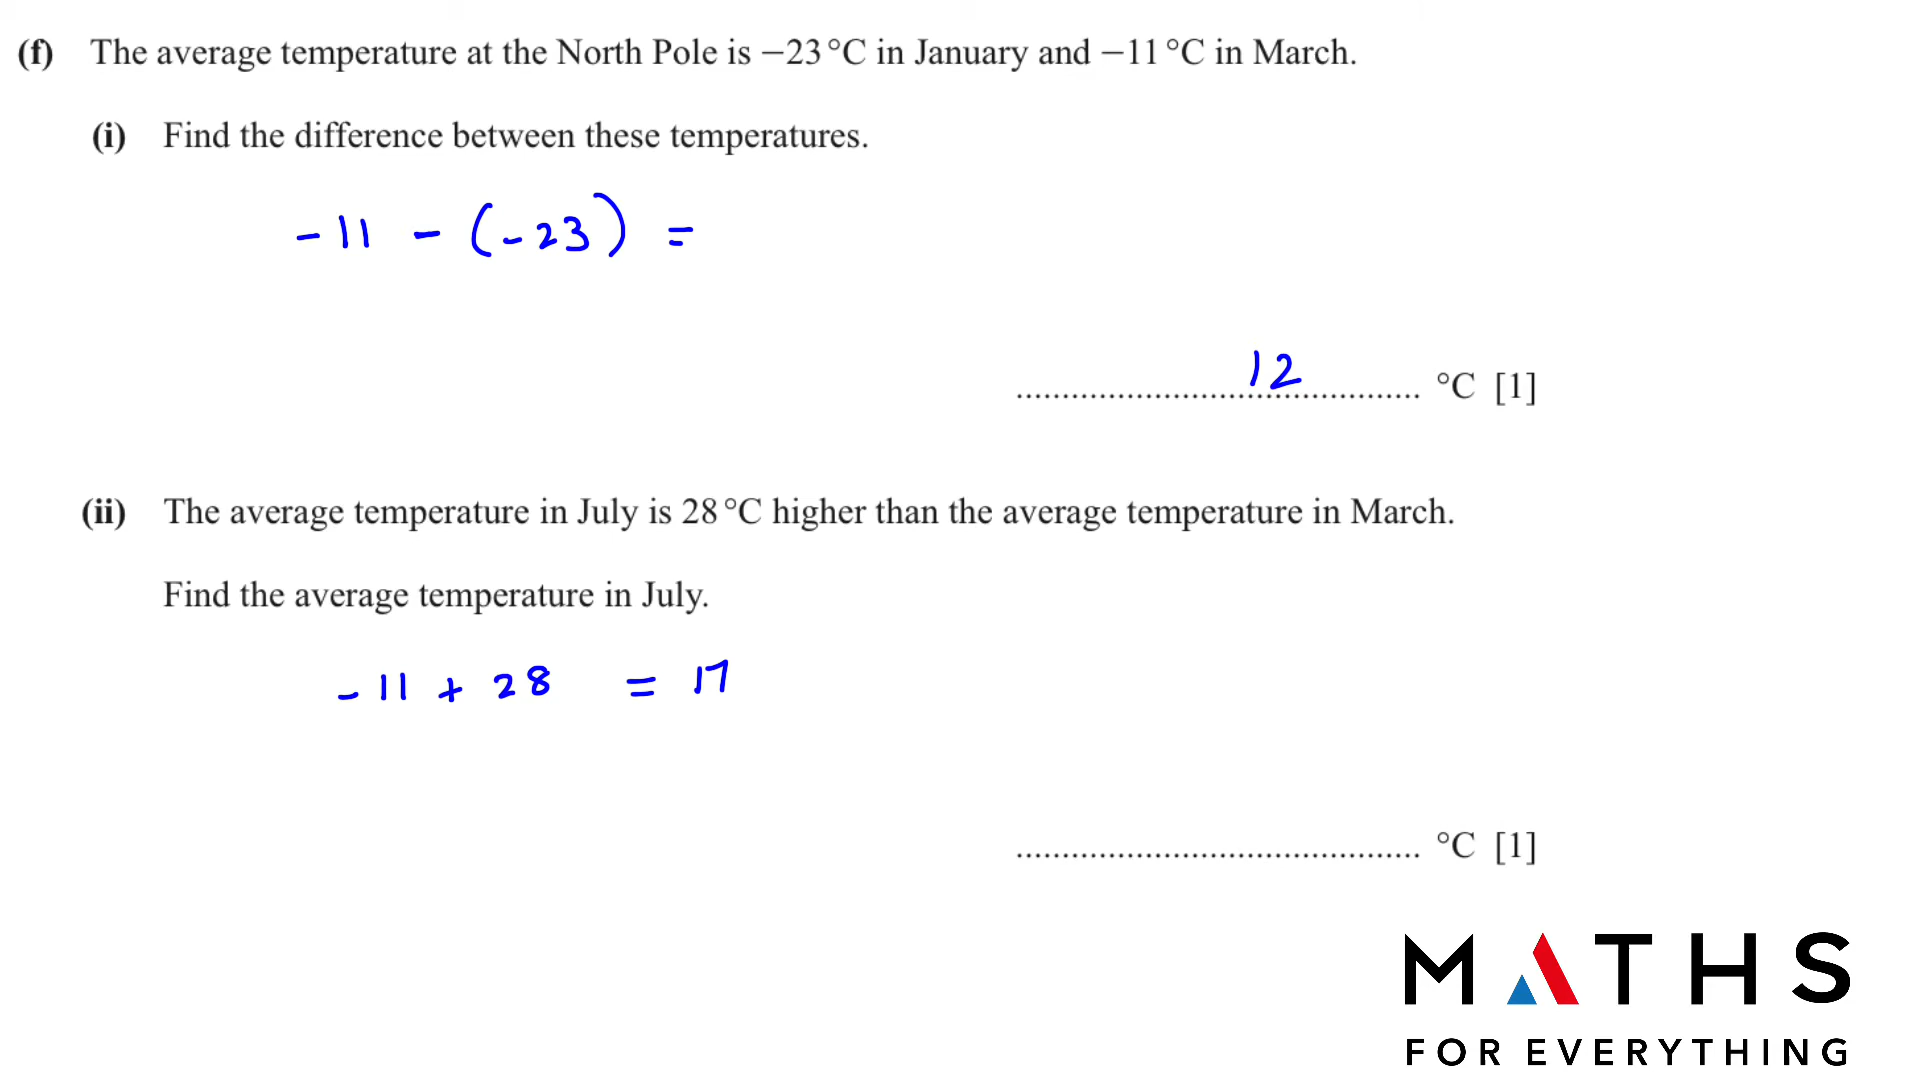 (f) The average temperature at the North Pole is −23 °C in January and −11 °C in March.
(i) Find the difference between these temperatures.
-11 - (-23) =
12
........................................... °C [1]
(ii) The average temperature in July is 28 °C higher than the average temperature in March.
Find the average temperature in July.
-11 + 28 = 17
........................................... °C [1]
MATHS
FOR EVERYTHING